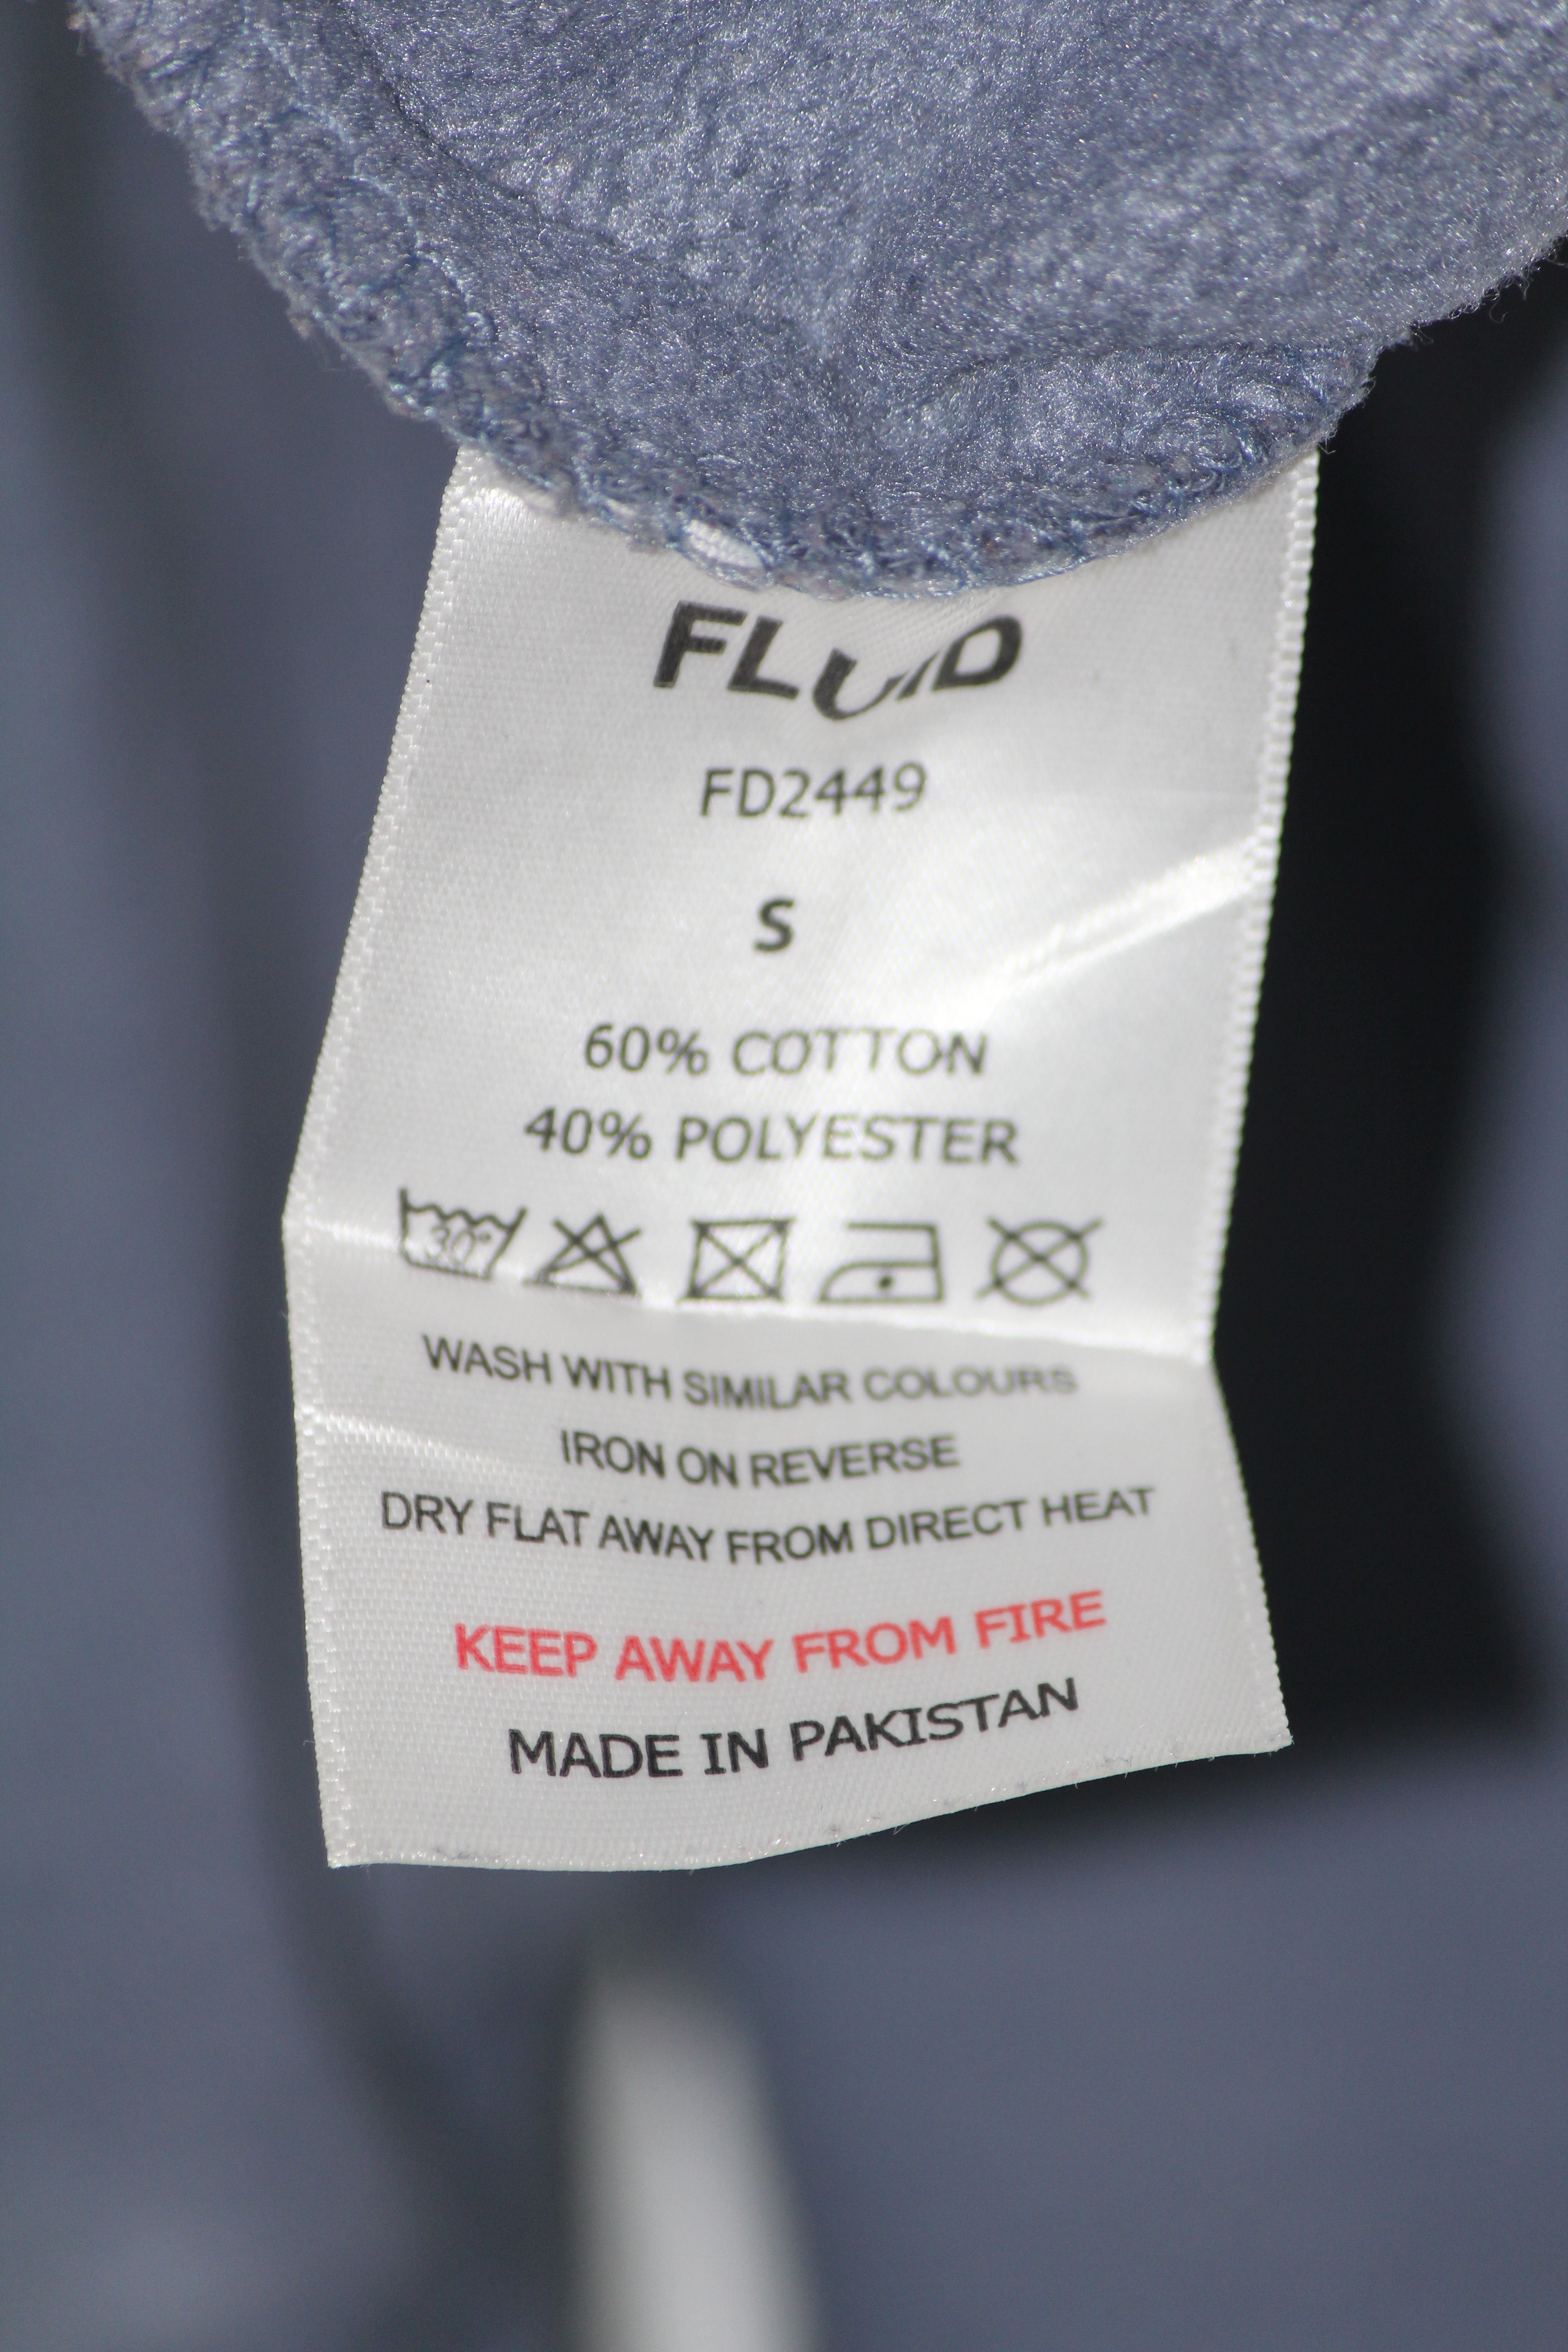 FLUID
FD2449
S
60% COTTON
40% POLYESTER
30°
WASH WITH SIMILAR COLOURS
IRON ON REVERSE
DRY FLAT AWAY FROM DIRECT HEAT
KEEP AWAY FROM FIRE
MADE IN PAKISTAN